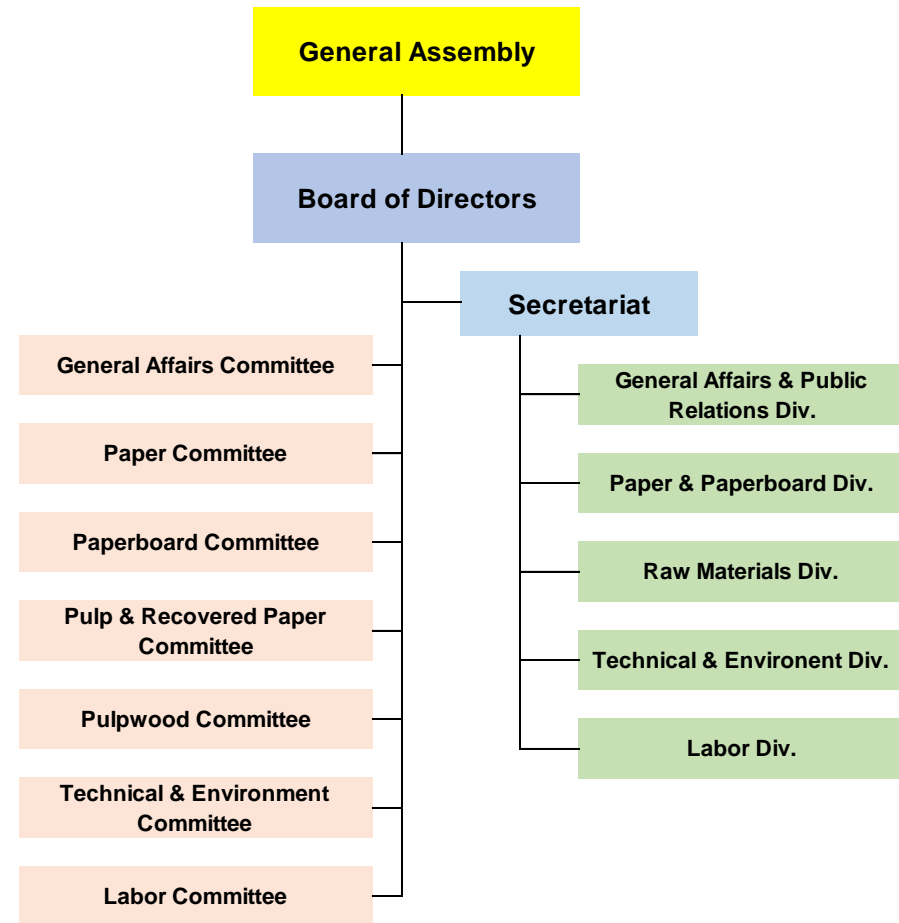 General Assembly
Board of Directors
Secretariat
General Affairs Committee
Paper Committee
Paperboard Committee
Pulp & Recovered Paper
Committee
Pulpwood Committee
Technical & Environment
Committee
Labor Committee
General Affairs & Public
Relations Div.
Paper & Paperboard Div.
Raw Materials Div.
Technical & Environent Div.
Labor Div.